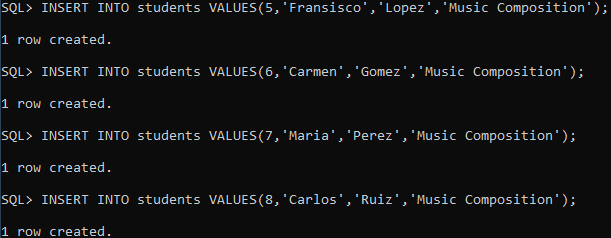 SQL> INSERT INTO students VALUES(5,'Fransisco','Lopez','Music Composition');
1 row created.
SQL> INSERT INTO students VALUES(6,'Carmen','Gomez','Music Composition');
1 row created.
SQL> INSERT INTO students VALUES(7,'Maria','Perez','Music Composition');
1 row created.
SQL> INSERT INTO students VALUES(8,'Carlos','Ruiz','Music Composition');
1 row created.